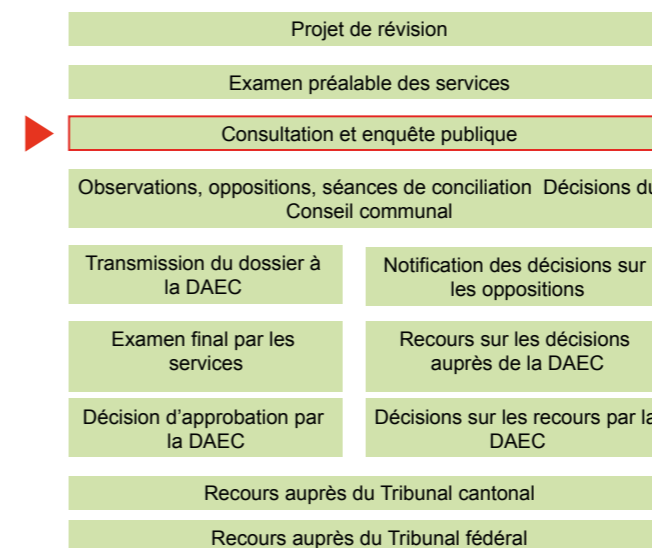 Projet de révision
Examen préalable des services
Consultation et enquête publique
Observations, oppositions, séances de conciliation  Décisions du
Conseil communal
Transmission du dossier à
la DAEC
Notification des décisions sur
les oppositions
Examen final par les
services
Recours sur les décisions
auprès de la DAEC
Décision d'approbation par
la DAEC
Décisions sur les recours par la
DAEC
Recours auprès du Tribunal cantonal
Recours auprès du Tribunal fédéral